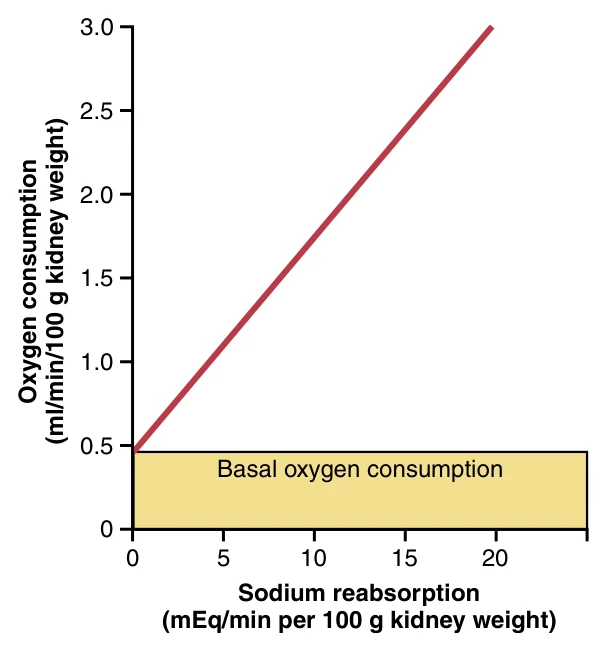 3.0
2.5
2.0
1.5
1.0
0.5
0
Oxygen consumption
(ml/min/100 g kidney weight)
Basal oxygen consumption
0 5 10 15 20
Sodium reabsorption
(mEq/min per 100 g kidney weight)